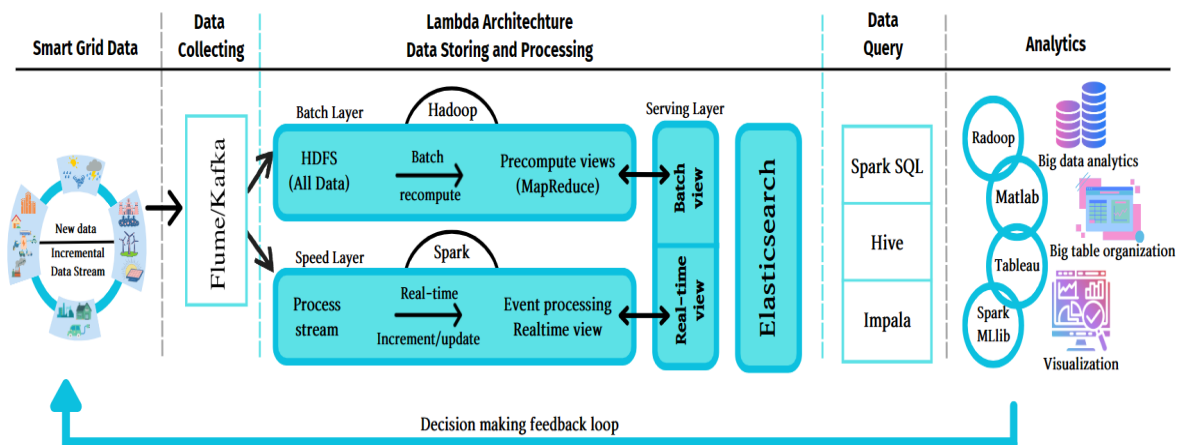 Smart Grid Data
Data
Collecting
Lambda Architechture
Data Storing and Processing
Data
Query
Analytics
New data
Incremental
Data Stream
Flume/Kafka
Batch Layer
Hadoop
HDFS
(All Data)
Batch
recompute
Precompute views
(MapReduce)
Speed Layer
Spark
Process
stream
Real-time
Increment/update
Event processing
Realtime view
Serving Layer
Batch
view
Real-time
view
Elasticsearch
Spark SQL
Hive
Impala
Radoop
Matlab
Tableau
Spark
MLlib
Big data analytics
Big table organization
Visualization
Decision making feedback loop